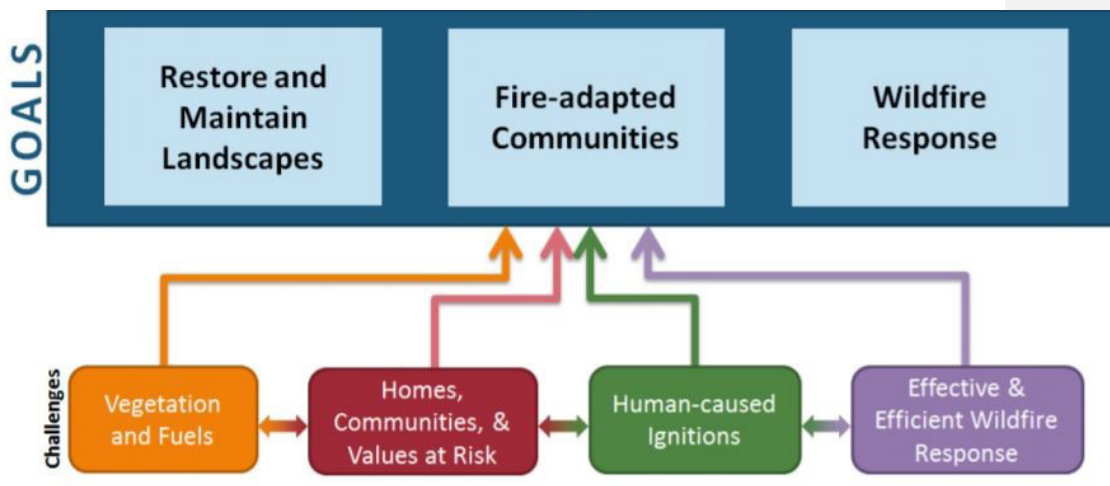 GOALS
Restore and
Maintain
Landscapes
Fire-adapted
Communities
Wildfire
Response
Challenges
Vegetation
and Fuels
Homes,
Communities, &
Values at Risk
Human-caused
Ignitions
Effective &
Efficient Wildfire
Response